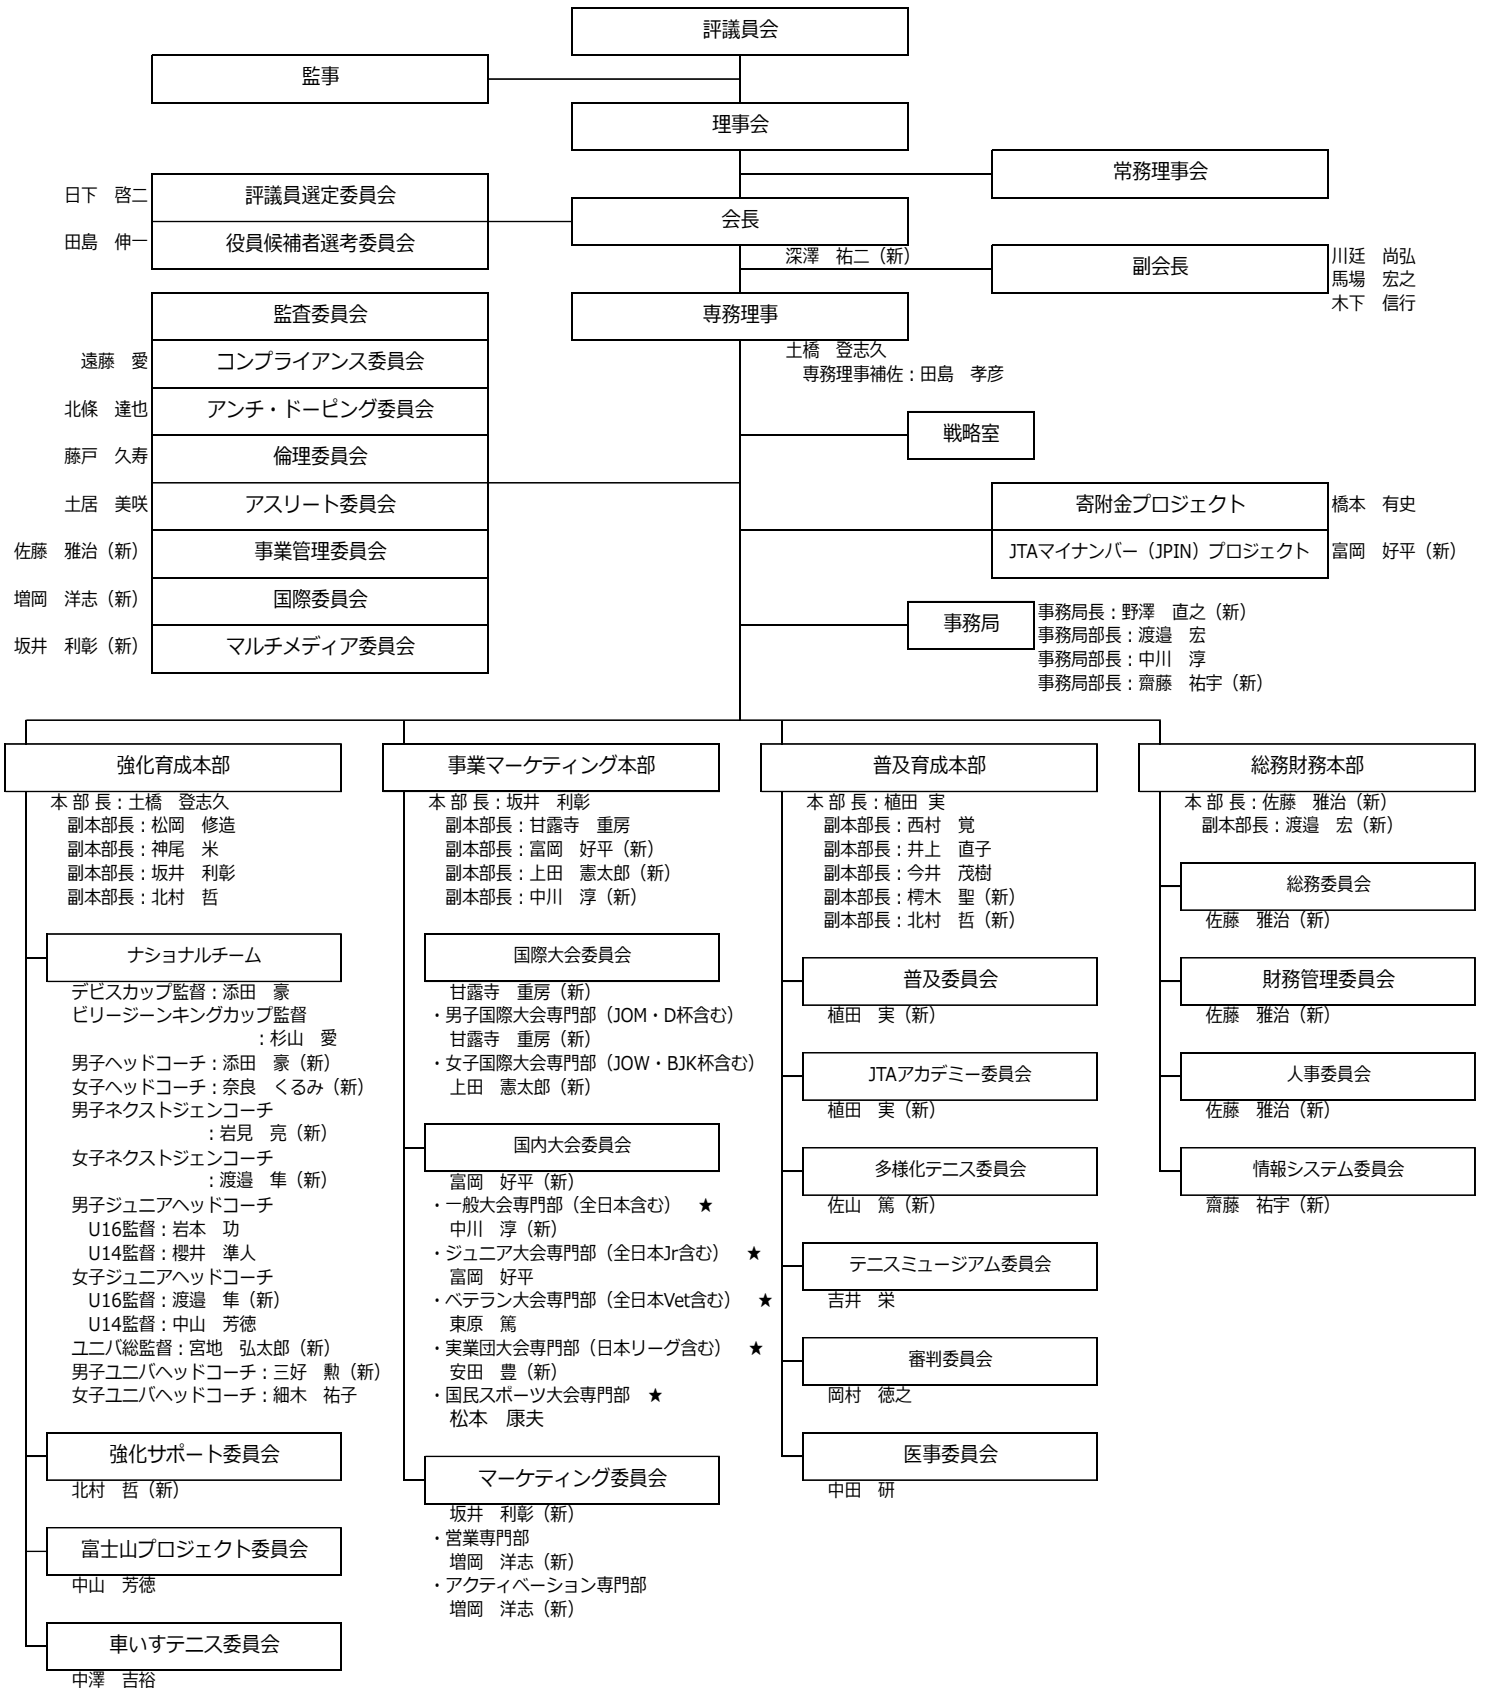 評議員会
監事
理事会
常務理事会
日下　啓二
評議員選定委員会
田島　伸一
役員候補者選考委員会
会長
深澤　祐二（新）
副会長
川廷　尚弘
馬場　宏之
木下　信行
専務理事
土橋　登志久
専務理事補佐：田島　孝彦
監査委員会
遠藤　愛
コンプライアンス委員会
北條　達也
アンチ・ドーピング委員会
藤戸　久寿
倫理委員会
土居　美咲
アスリート委員会
佐藤　雅治（新）
事業管理委員会
増岡　洋志（新）
国際委員会
坂井　利彰（新）
マルチメディア委員会
戦略室
寄附金プロジェクト
橋本　有史
JTAマイナンバー（JPIN）プロジェクト
富岡　好平（新）
事務局
事務局長：野澤　直之（新）
事務局部長：渡邉　宏
事務局部長：中川　淳
事務局部長：齋藤　祐宇（新）
強化育成本部
本 部 長：土橋　登志久
副本部長：松岡　修造
副本部長：神尾　米
副本部長：坂井　利彰
副本部長：北村　哲
ナショナルチーム
デビスカップ監督：添田　豪
ビリージーンキングカップ監督
：杉山　愛
男子ヘッドコーチ：添田　豪（新）
女子ヘッドコーチ：奈良　くるみ（新）
男子ネクストジェンコーチ
：岩見　亮（新）
女子ネクストジェンコーチ
：渡邉　隼（新）
男子ジュニアヘッドコーチ
U16監督：岩本　功
U14監督：櫻井　準人
女子ジュニアヘッドコーチ
U16監督：渡邉　隼（新）
U14監督：中山　芳徳
ユニバ総監督：宮地　弘太郎（新）
男子ユニバヘッドコーチ：三好　勲（新）
女子ユニバヘッドコーチ：細木　祐子
強化サポート委員会
北村　哲（新）
富士山プロジェクト委員会
中山　芳徳
車いすテニス委員会
中澤　吉裕
事業マーケティング本部
本 部 長：坂井　利彰
副本部長：甘露寺　重房
副本部長：富岡　好平（新）
副本部長：上田　憲太郎（新）
副本部長：中川　淳（新）
国際大会委員会
甘露寺　重房（新）
・男子国際大会専門部（JOM・D杯含む）
甘露寺　重房（新）
・女子国際大会専門部（JOW・BJK杯含む）
上田　憲太郎（新）
国内大会委員会
富岡　好平（新）
・一般大会専門部（全日本含む）　★
中川　淳（新）
・ジュニア大会専門部（全日本Jr含む）　★
富岡　好平
・ベテラン大会専門部（全日本Vet含む）　★
東原　篤
・実業団大会専門部（日本リーグ含む）　★
安田　豊（新）
・国民スポーツ大会専門部　★
松本　康夫
マーケティング委員会
坂井　利彰（新）
・営業専門部
増岡　洋志（新）
・アクティベーション専門部
増岡　洋志（新）
普及育成本部
本 部 長：植田 実
副本部長：西村　覚
副本部長：井上　直子
副本部長：今井　茂樹
副本部長：樗木　聖（新）
副本部長：北村　哲（新）
普及委員会
植田　実（新）
JTAアカデミー委員会
植田　実（新）
多様化テニス委員会
佐山　篤（新）
テニスミュージアム委員会
吉井　栄
審判委員会
岡村　徳之
医事委員会
中田　研
総務財務本部
本 部 長：佐藤　雅治（新）
副本部長：渡邉　宏（新）
総務委員会
佐藤　雅治（新）
財務管理委員会
佐藤　雅治（新）
人事委員会
佐藤　雅治（新）
情報システム委員会
齋藤　祐宇（新）